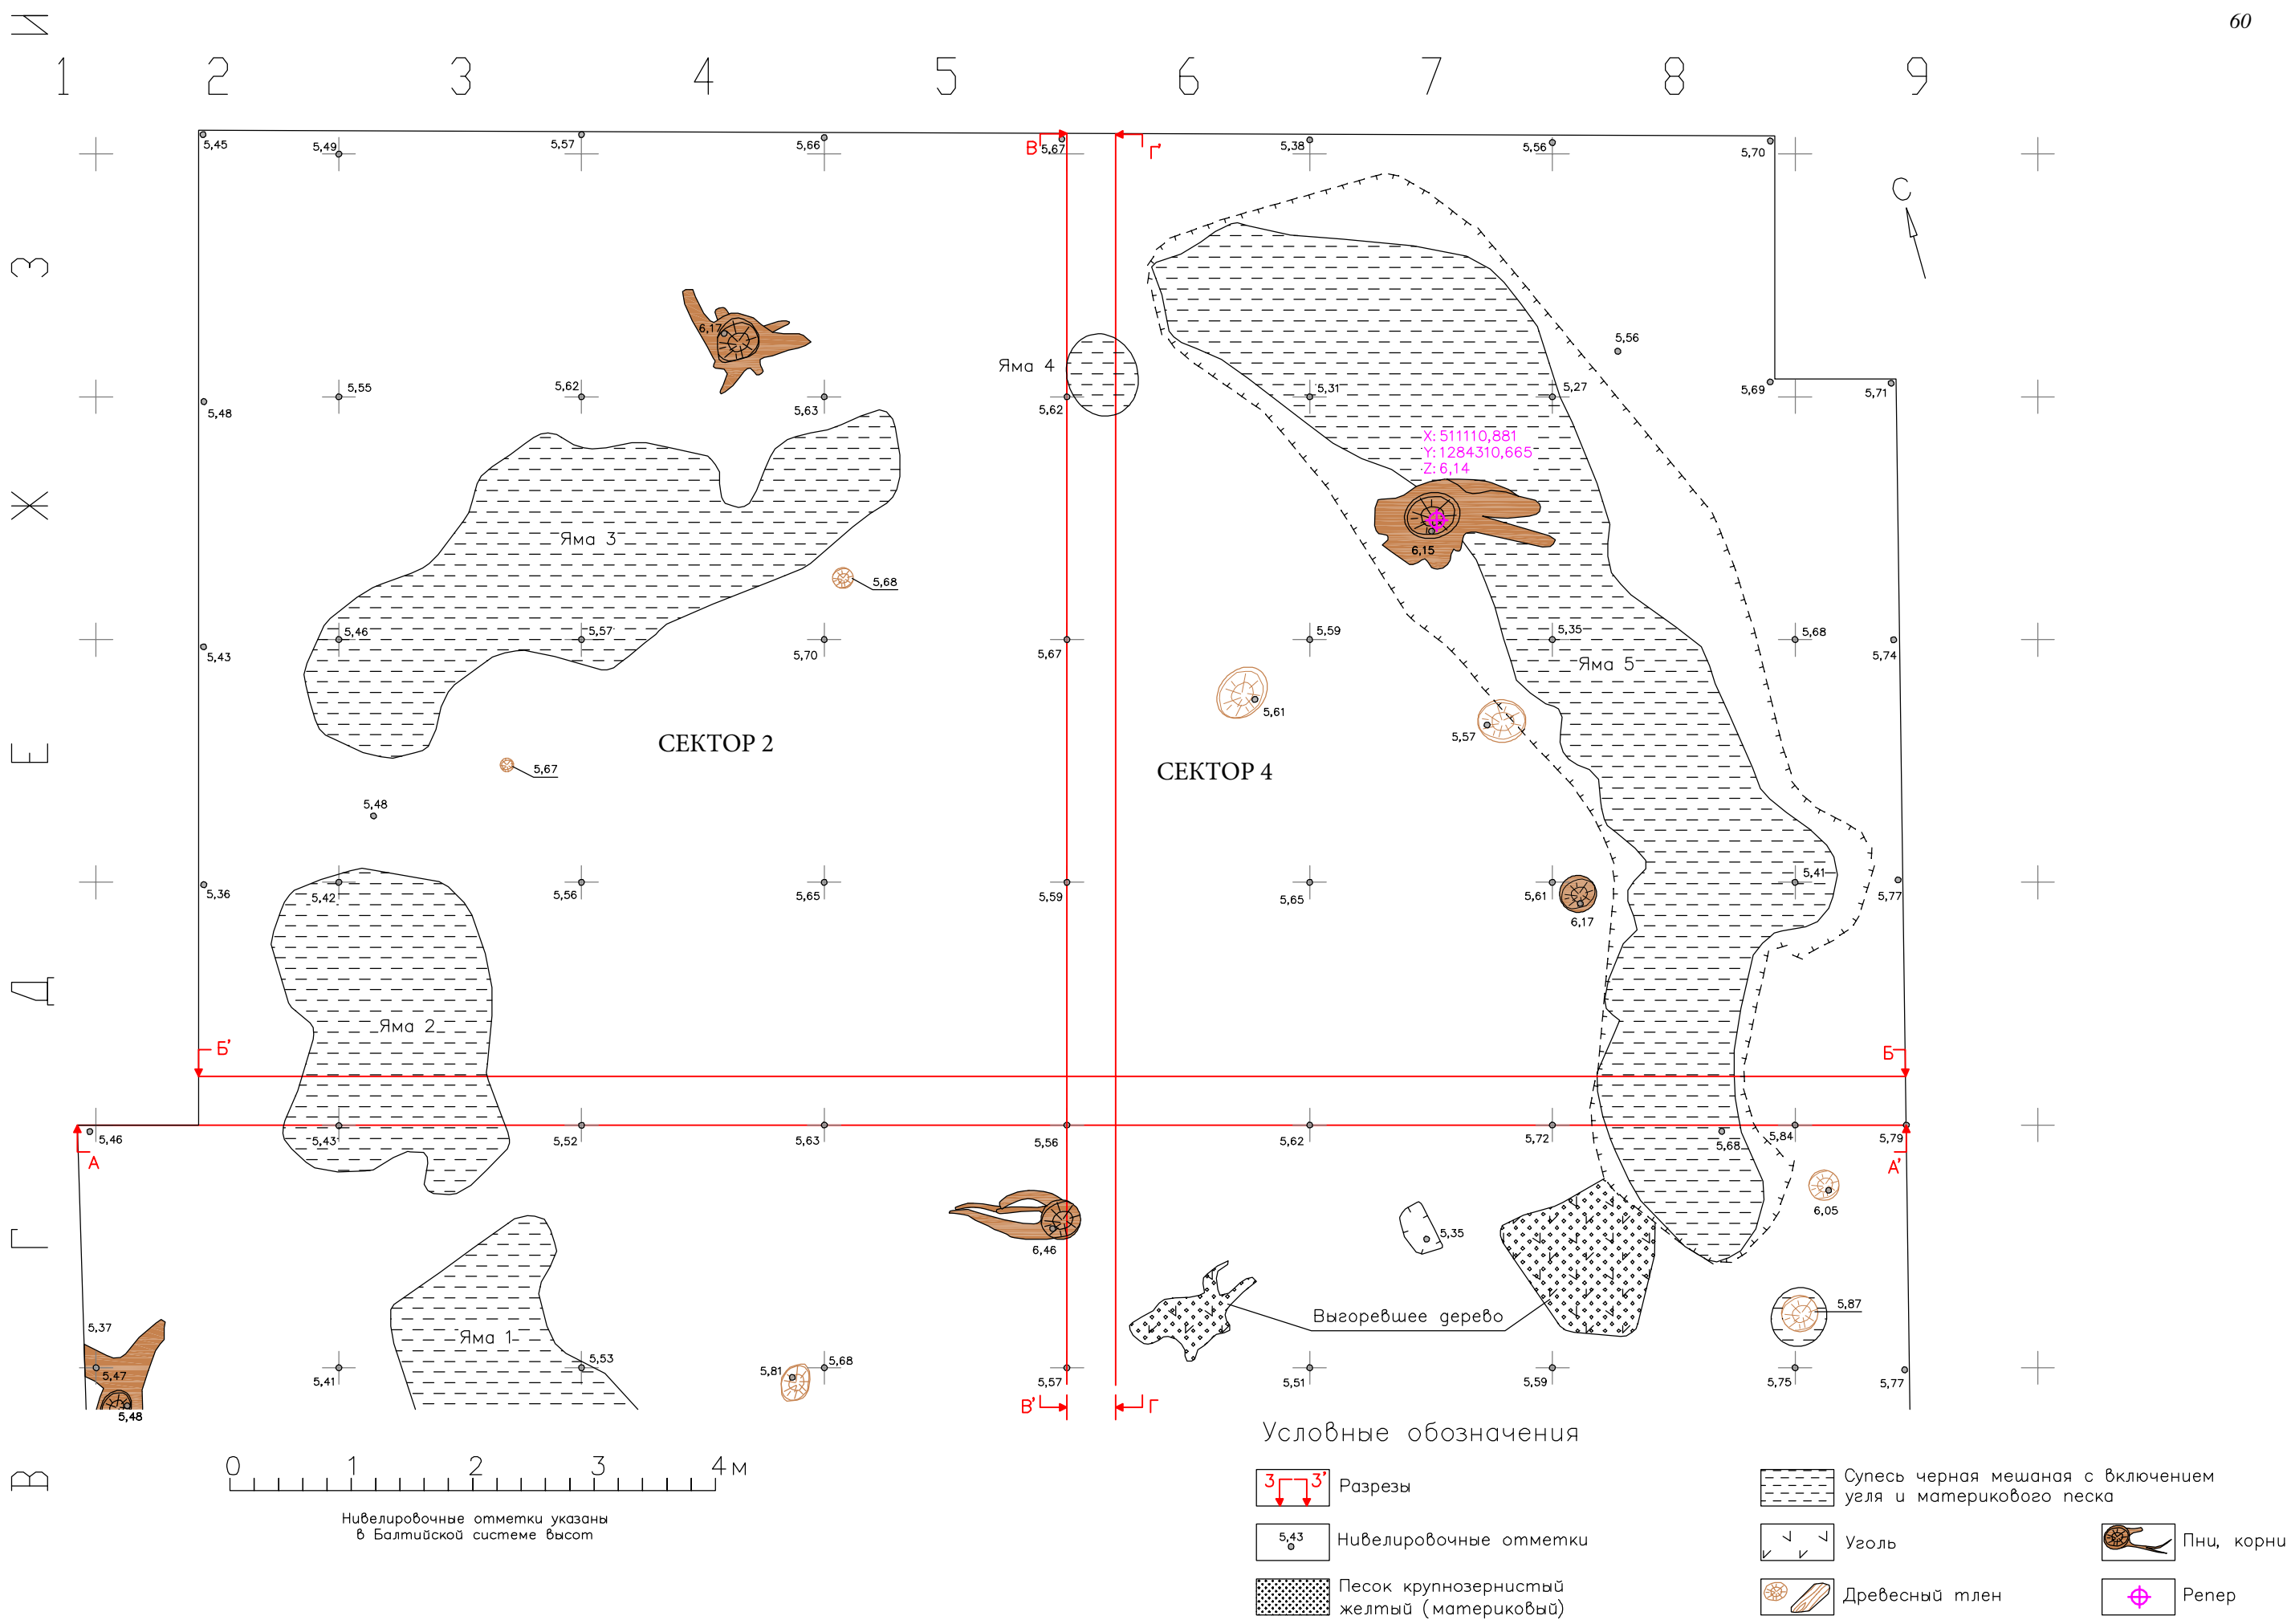 60
И
1 2 3 4 5 6 7 8 9
5,45
5,49
5,57
5,66
В
5,67
Г'
5,38
5,56
5,70
С
З
6,17
5,56
Яма 4
5,48
5,55
5,62
5,63
5,62
5,31
5,27
5,69
5,71
X: 511110,881
Y: 1284310,665
Z: 6,14
Ж
Яма 3
6,15
5,68
5,43
5,46
5,57
5,70
5,67
5,59
5,35
5,68
5,74
Яма 5
5,61
5,57
Е
СЕКТОР 2
5,67
СЕКТОР 4
5,48
5,36
5,42
5,56
5,65
5,59
5,65
5,61
6,17
5,41
5,77
Д
Яма 2
Б'
Б
5,46
А
5,43
5,52
5,63
5,56
5,62
5,72
5,68
5,84
5,79
А'
6,05
Г
6,46
5,35
Выгоревшее дерево
5,87
5,37
Яма 1
5,47
5,48
5,41
5,53
5,81
5,68
5,57
5,51
5,59
5,75
5,77
В'
Г
В
0 1 2 3 4 м
Нивелировочные отметки указаны
в Балтийской системе высот
Условные обозначения
3 3'
Разрезы
5,43
Нивелировочные отметки
Песок крупнозернистый
желтый (материковый)
Супесь черная мешаная с включением
угля и материкового песка
Уголь
Древесный тлен
Пни, корни
Репер